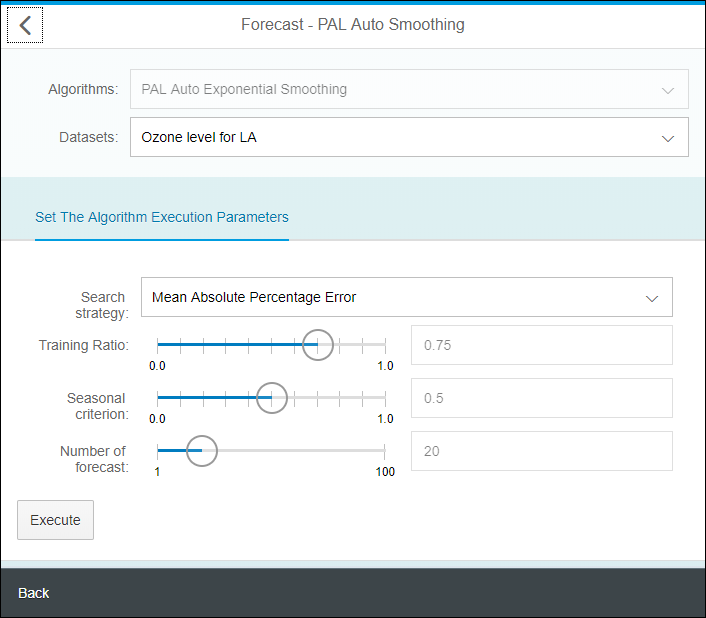 Forecast - PAL Auto Smoothing
Algorithms: PAL Auto Exponential Smoothing
Datasets: Ozone level for LA
Set The Algorithm Execution Parameters
Search strategy: Mean Absolute Percentage Error
Training Ratio: 0.75
0.0 1.0
Seasonal criterion: 0.5
0.0 1.0
Number of forecast: 20
1 100
Execute
Back